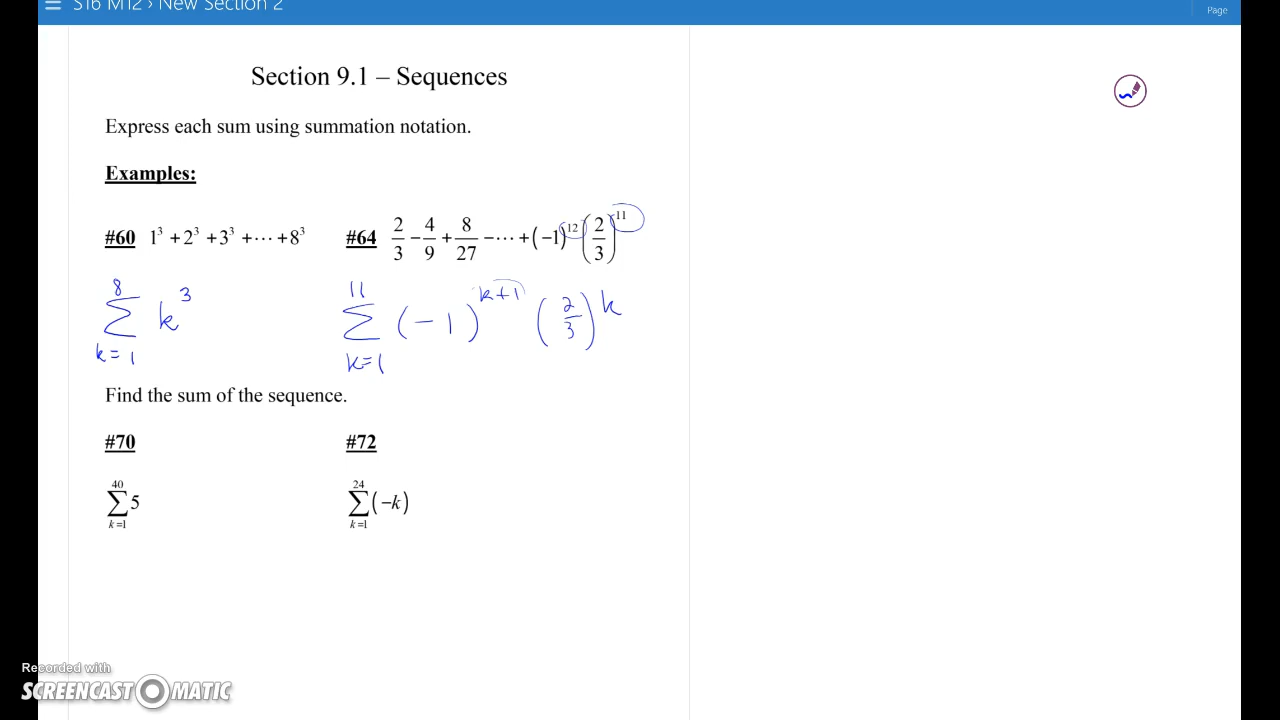 S16 M12 › New Section 2
Page
Section 9.1 – Sequences
Express each sum using summation notation.
Examples:
#60 1³ + 2³ + 3³ + ⋯ + 8³ #64 2/3 − 4/9 + 8/27 − ⋯ + (−1)¹² (2/3)¹¹
8 ∑ k=1 k³ 11 ∑ k=1 (−1)^(k+1) (2/3)^k
Find the sum of the sequence.
#70 #72
40 ∑ k=1 5 24 ∑ k=1 (−k)
Recorded with
SCREENCAST MATIC